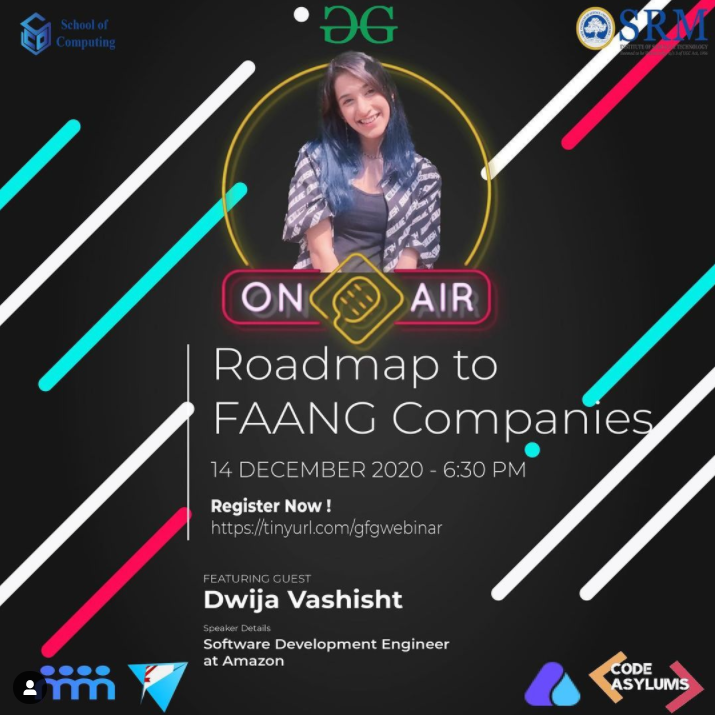 School of
Computing
GG
SRM
ON AIR
Roadmap to
FAANG Companies
14 DECEMBER 2020 - 6:30 PM
Register Now !
https://tinyurl.com/gfgwebinar
FEATURING GUEST
Dwija Vashisht
Speaker Details
Software Development Engineer
at Amazon
CODE
ASYLUMS